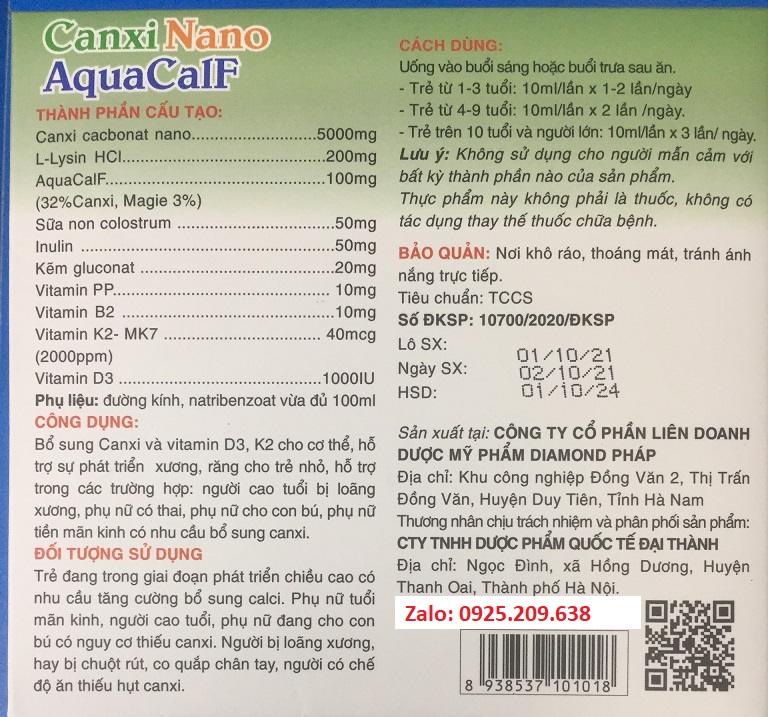 Canxi Nano
AquaCalF
THÀNH PHẦN CẤU TẠO:
Canxi cacbonat nano.......................5000mg
L-Lysin HCl.....................................200mg
AquaCalF........................................100mg
(32%Canxi, Magie 3%)
Sữa non colostrum ............................50mg
Inulin ..............................................50mg
Kẽm gluconat ...................................20mg
Vitamin PP....................................... 10mg
Vitamin B2 .......................................10mg
Vitamin K2- MK7 ............................. 40mcg
(2000ppm)
Vitamin D3 .....................................1000IU
Phụ liệu: đường kính, natribenzoat vừa đủ 100ml
CÔNG DỤNG:
Bổ sung Canxi và vitamin D3, K2 cho cơ thể, hỗ
trợ sự phát triển xương, răng cho trẻ nhỏ, hỗ trợ
trong các trường hợp: người cao tuổi bị loãng
xương, phụ nữ có thai, phụ nữ cho con bú, phụ nữ
tiền mãn kinh có nhu cầu bổ sung canxi.
ĐỐI TƯỢNG SỬ DỤNG
Trẻ đang trong giai đoạn phát triển chiều cao có
nhu cầu tăng cường bổ sung calci. Phụ nữ tuổi
mãn kinh, người cao tuổi, phụ nữ đang cho con
bú có nguy cơ thiếu canxi. Người bị loãng xương,
hay bị chuột rút, co quắp chân tay, người có chế
độ ăn thiếu hụt canxi.
CÁCH DÙNG:
Uống vào buổi sáng hoặc buổi trưa sau ăn.
- Trẻ từ 1-3 tuổi: 10ml/lần x 1-2 lần/ngày
- Trẻ từ 4-9 tuổi: 10ml/lần x 2 lần /ngày.
- Trẻ trên 10 tuổi và người lớn: 10ml/lần x 3 lần/ ngày.
Lưu ý: Không sử dụng cho người mẫn cảm với
bất kỳ thành phần nào của sản phẩm.
Thực phẩm này không phải là thuốc, không có
tác dụng thay thế thuốc chữa bệnh.
BẢO QUẢN: Nơi khô ráo, thoáng mát, tránh ánh
nắng trực tiếp.
Tiêu chuẩn: TCCS
Số ĐKSP: 10700/2020/ĐKSP
Lô SX: 01/10/21
Ngày SX: 02/10/21
HSD: 01/10/24
Sản xuất tại: CÔNG TY CỔ PHẦN LIÊN DOANH
DƯỢC MỸ PHẨM DIAMOND PHÁP
Địa chỉ: Khu công nghiệp Đồng Văn 2, Thị Trấn
Đồng Văn, Huyện Duy Tiên, Tỉnh Hà Nam
Thương nhân chịu trách nhiệm và phân phối sản phẩm:
CTY TNHH DƯỢC PHẨM QUỐC TẾ ĐẠI THÀNH
Địa chỉ: Ngọc Đình, xã Hồng Dương, Huyện
Thanh Oai, Thành phố Hà Nội.
Zalo: 0925.209.638
8 938537 101018